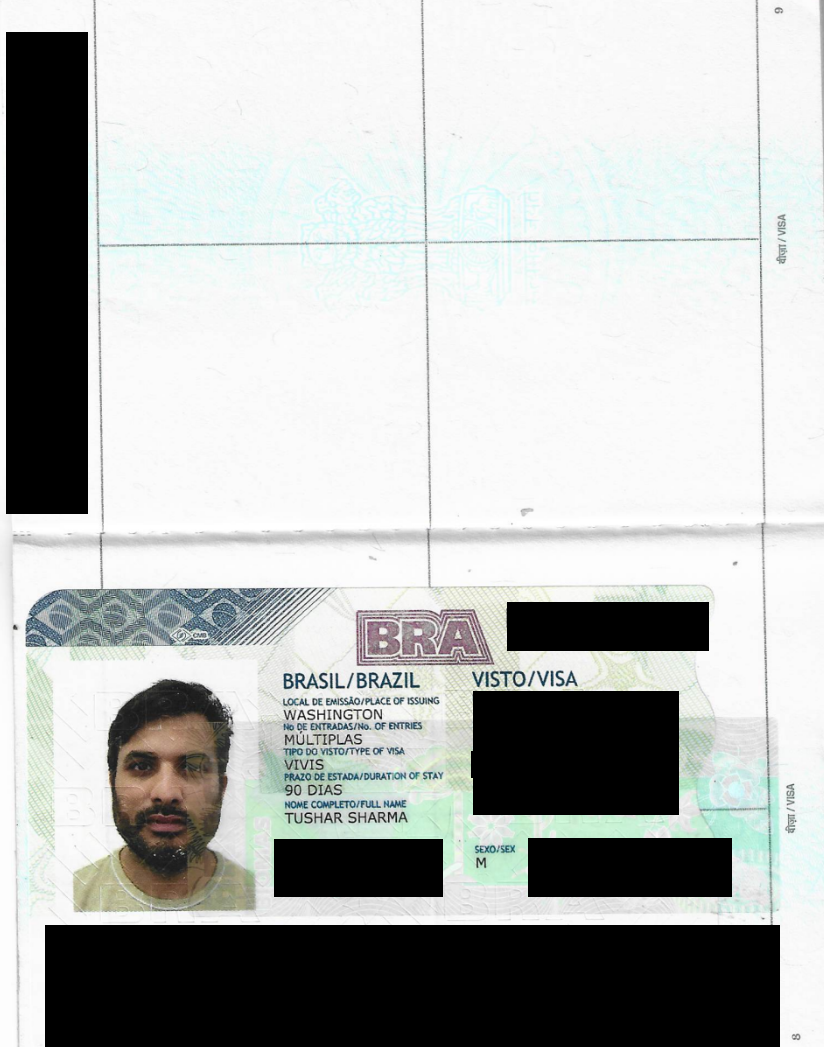 9
वीज़ा / VISA
CMB
BRA
BRASIL/BRAZIL
VISTO/VISA
LOCAL DE EMISSÃO/PLACE OF ISSUING
WASHINGTON
No DE ENTRADAS/No. OF ENTRIES
MÚLTIPLAS
TIPO DO VISTO/TYPE OF VISA
VIVIS
PRAZO DE ESTADA/DURATION OF STAY
90 DIAS
NOME COMPLETO/FULL NAME
TUSHAR SHARMA
SEXO/SEX
M
वीज़ा / VISA
8